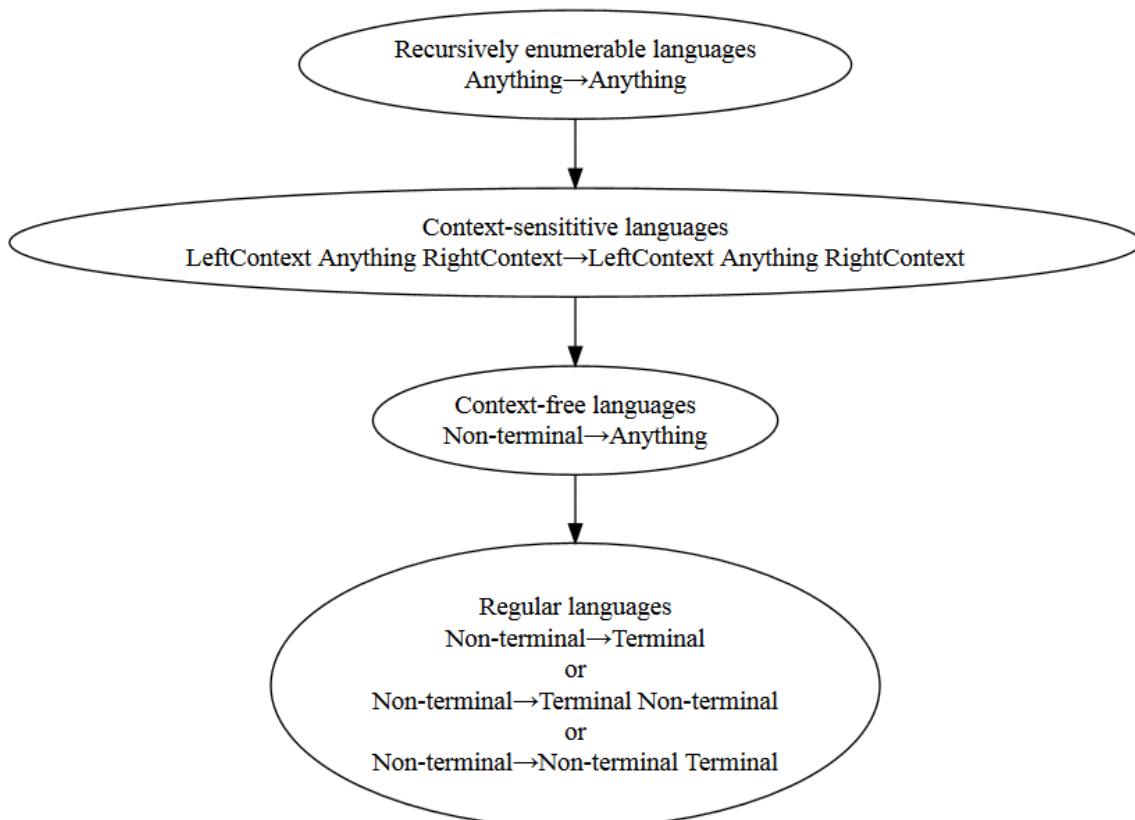 Recursively enumerable languages
Anything→Anything
Context-sensititive languages
LeftContext Anything RightContext→LeftContext Anything RightContext
Context-free languages
Non-terminal→Anything
Regular languages
Non-terminal→Terminal
or
Non-terminal→Terminal Non-terminal
or
Non-terminal→Non-terminal Terminal